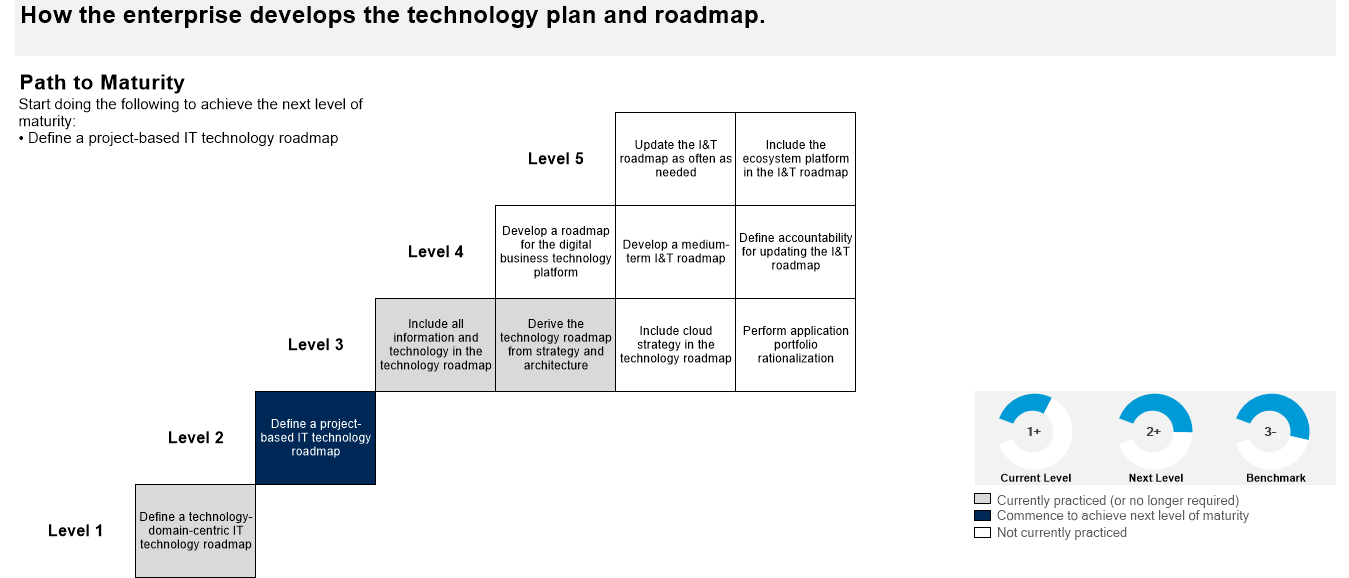 How the enterprise develops the technology plan and roadmap.
Path to Maturity
Start doing the following to achieve the next level of
maturity:
• Define a project-based IT technology roadmap
Level 5
Update the I&T
roadmap as often as
needed
Include the
ecosystem platform
in the I&T roadmap
Level 4
Develop a roadmap
for the digital
business technology
platform
Develop a medium-
term I&T roadmap
Define accountability
for updating the I&T
roadmap
Level 3
Include all
information and
technology in the
technology roadmap
Derive the
technology roadmap
from strategy and
architecture
Include cloud
strategy in the
technology roadmap
Perform application
portfolio
rationalization
Level 2
Define a project-
based IT technology
roadmap
Level 1
Define a technology-
domain-centric IT
technology roadmap
1+
Current Level
2+
Next Level
3-
Benchmark
Currently practiced (or no longer required)
Commence to achieve next level of maturity
Not currently practiced